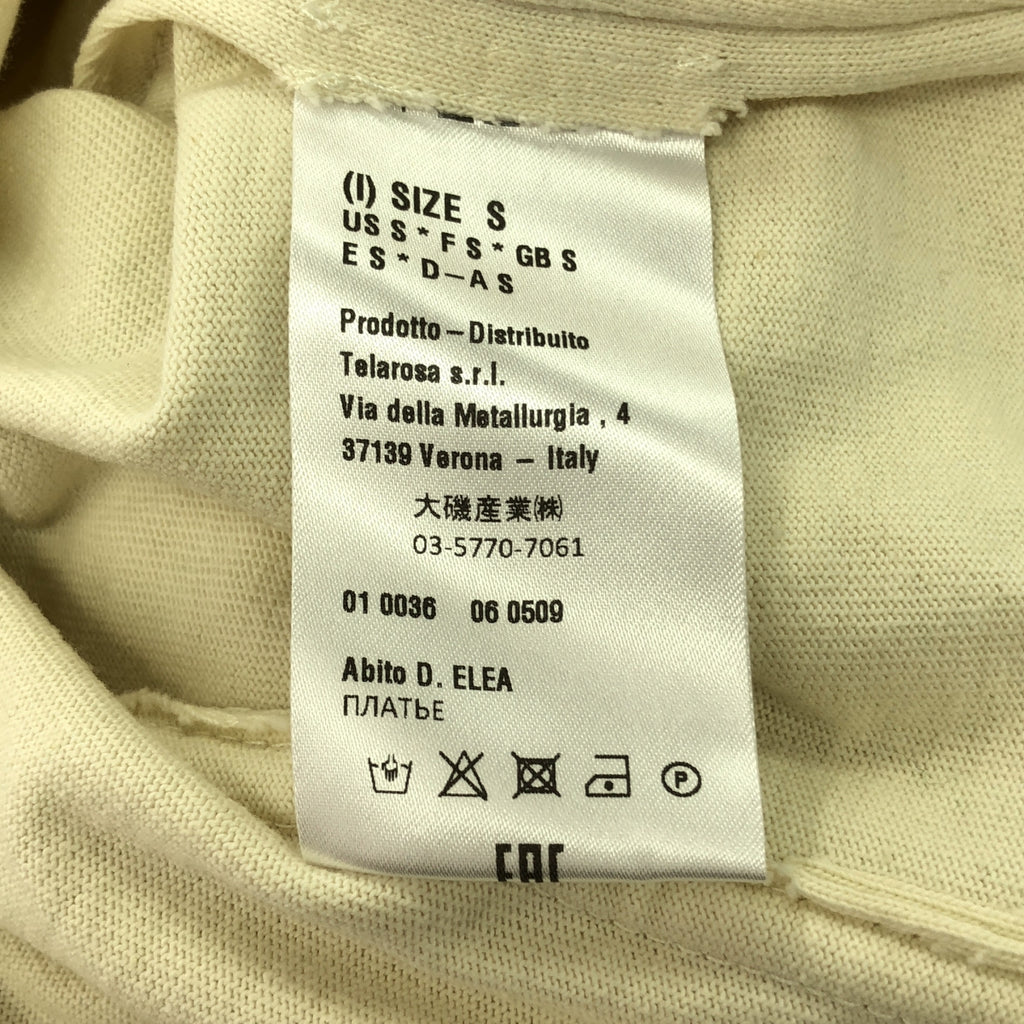 (I) SIZE S
US S * F S * GB S
E S * D-A S
Prodotto - Distribuito
Telarosa s.r.l.
Via della Metallurgia , 4
37139 Verona - Italy
大磯産業㈱
03-5770-7061
01 0036 06 0509
Abito D. ELEA
ПЛАТЬЕ
P
EAC